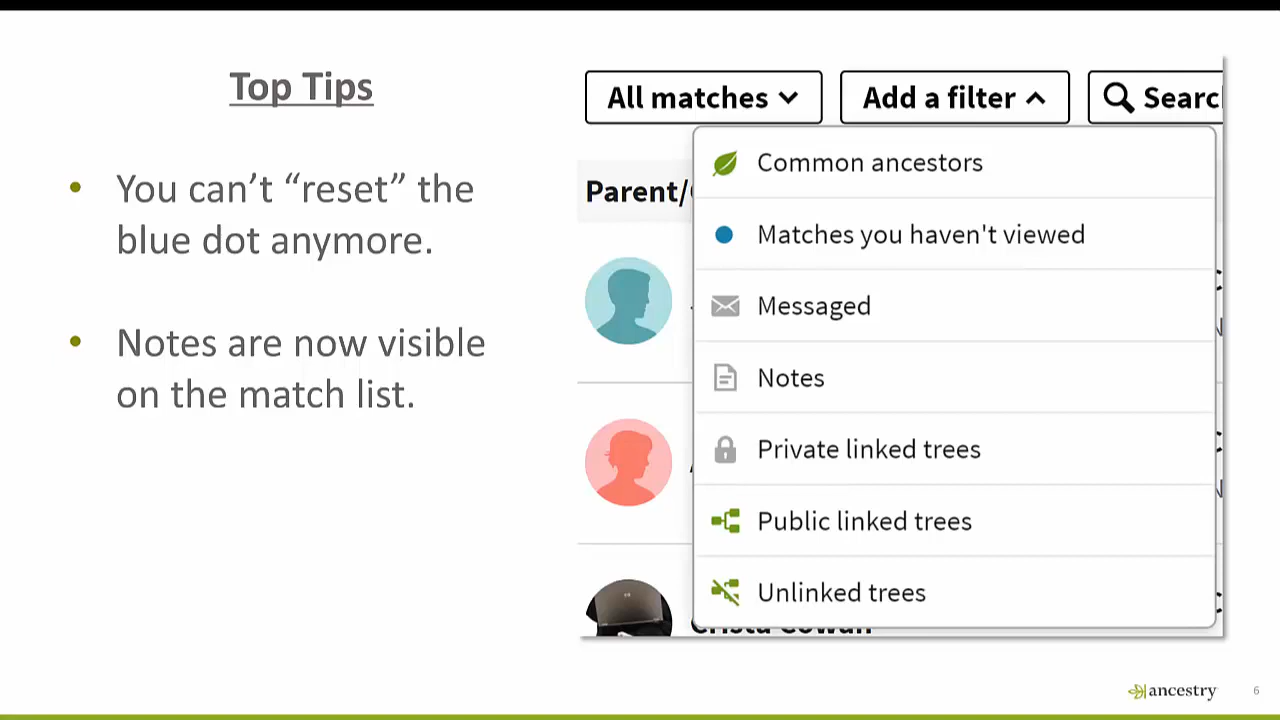 Top Tips
• You can’t “reset” the
blue dot anymore.
• Notes are now visible
on the match list.
All matches
Add a filter
Searc
Parent/
Common ancestors
Matches you haven't viewed
Messaged
Notes
Private linked trees
Public linked trees
Unlinked trees
Crista Cowan
ancestry
6